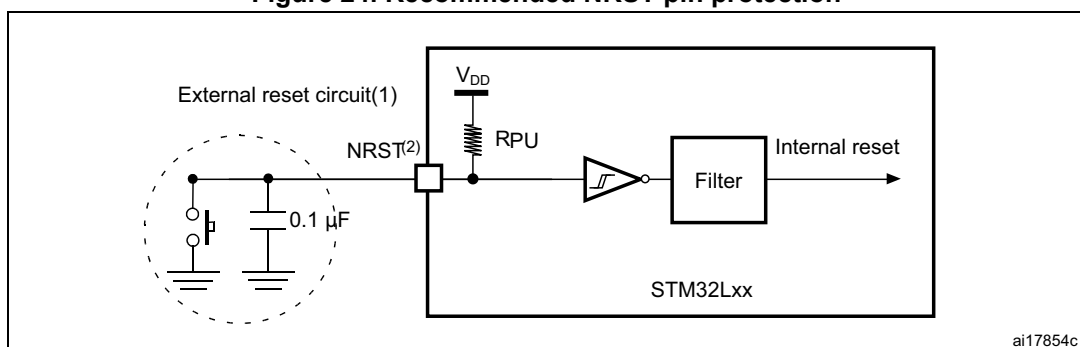 Figure Recommended NRST pin protection
VDD
External reset circuit(1)
NRST(2)
RPU
Internal reset
Filter
0.1 µF
STM32Lxx
ai17854c